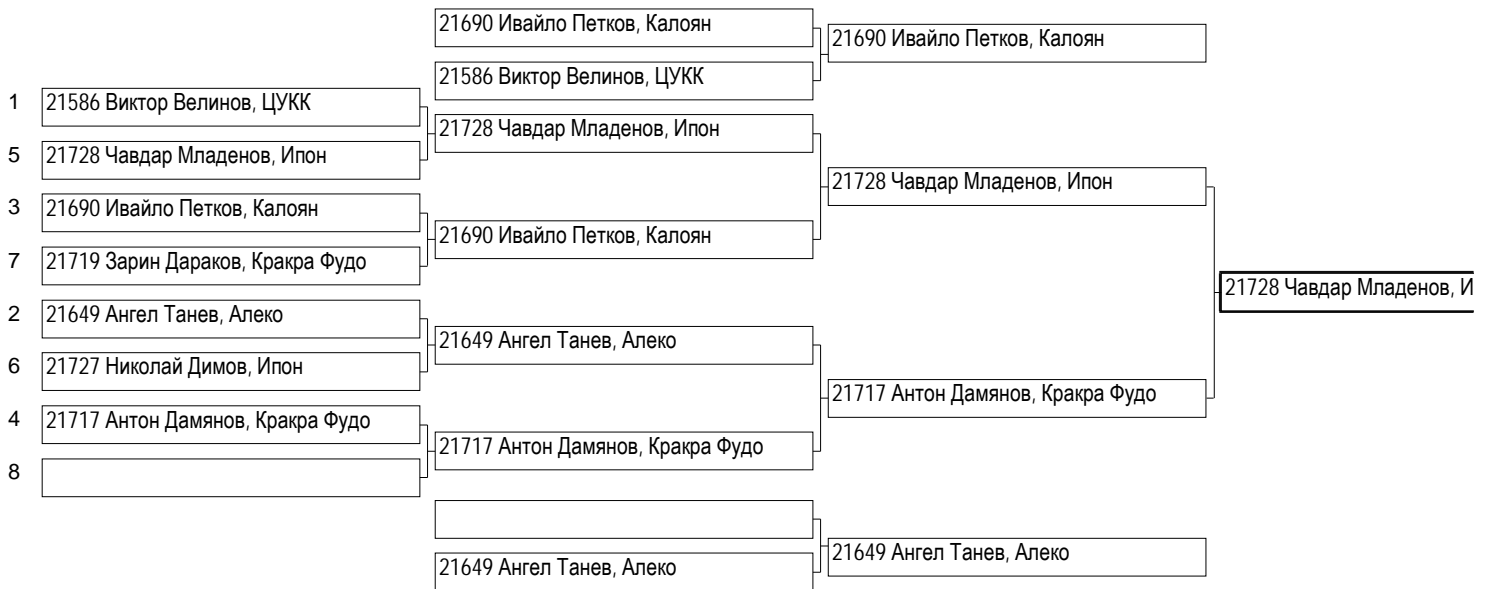 21690 Ивайло Петков, Калоян
21690 Ивайло Петков, Калоян
21586 Виктор Велинов, ЦУКК
1 21586 Виктор Велинов, ЦУКК
21728 Чавдар Младенов, Ипон
5 21728 Чавдар Младенов, Ипон
21728 Чавдар Младенов, Ипон
3 21690 Ивайло Петков, Калоян
21690 Ивайло Петков, Калоян
7 21719 Зарин Дараков, Кракра Фудо
21728 Чавдар Младенов, И
2 21649 Ангел Танев, Алеко
21649 Ангел Танев, Алеко
6 21727 Николай Димов, Ипон
21717 Антон Дамянов, Кракра Фудо
4 21717 Антон Дамянов, Кракра Фудо
21717 Антон Дамянов, Кракра Фудо
8
21649 Ангел Танев, Алеко
21649 Ангел Танев, Алеко